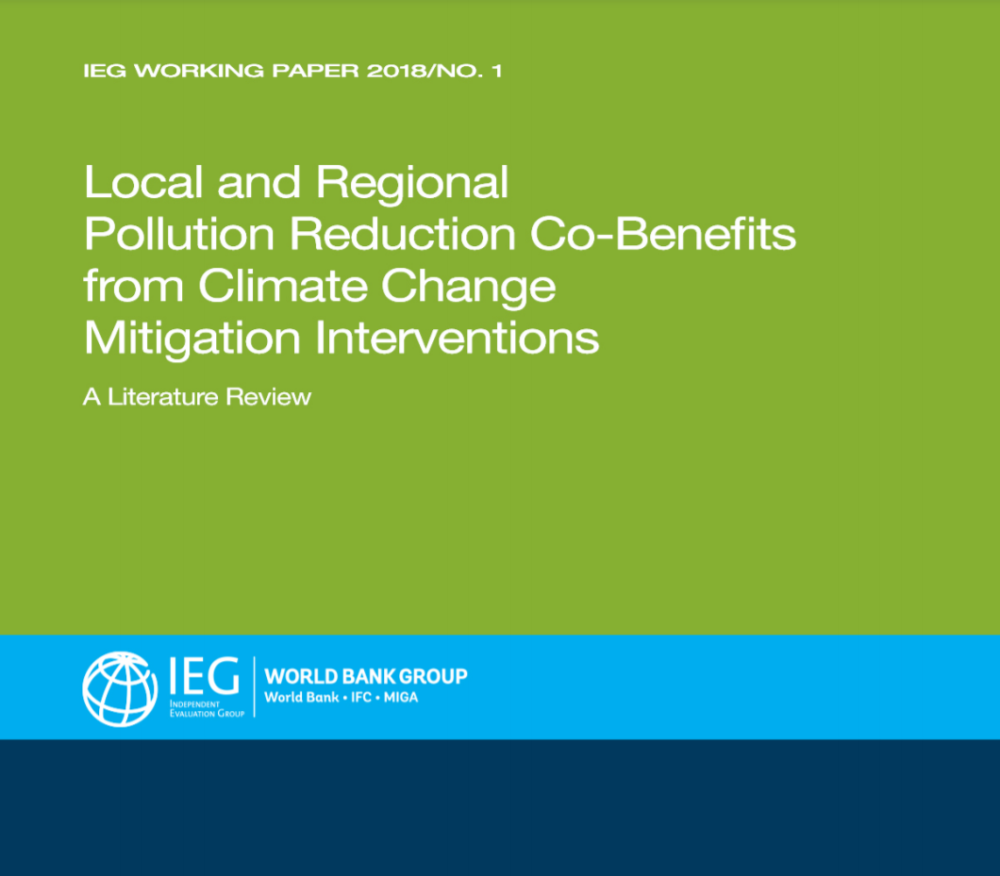 IEG WORKING PAPER 2018/NO. 1
Local and Regional
Pollution Reduction Co-Benefits
from Climate Change
Mitigation Interventions
A Literature Review
IEG
INDEPENDENT
EVALUATION GROUP
WORLD BANK GROUP
World Bank • IFC • MIGA